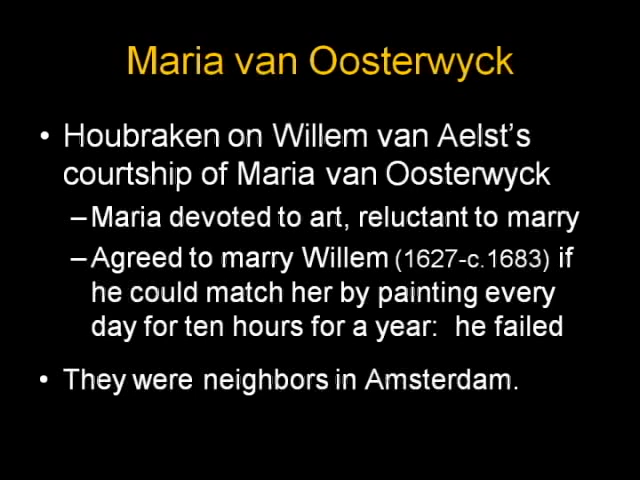 Maria van Oosterwyck
• Houbraken on Willem van Aelst’s
courtship of Maria van Oosterwyck
–Maria devoted to art, reluctant to marry
–Agreed to marry Willem (1627-c.1683) if
he could match her by painting every
day for ten hours for a year:  he failed
• They were neighbors in Amsterdam.